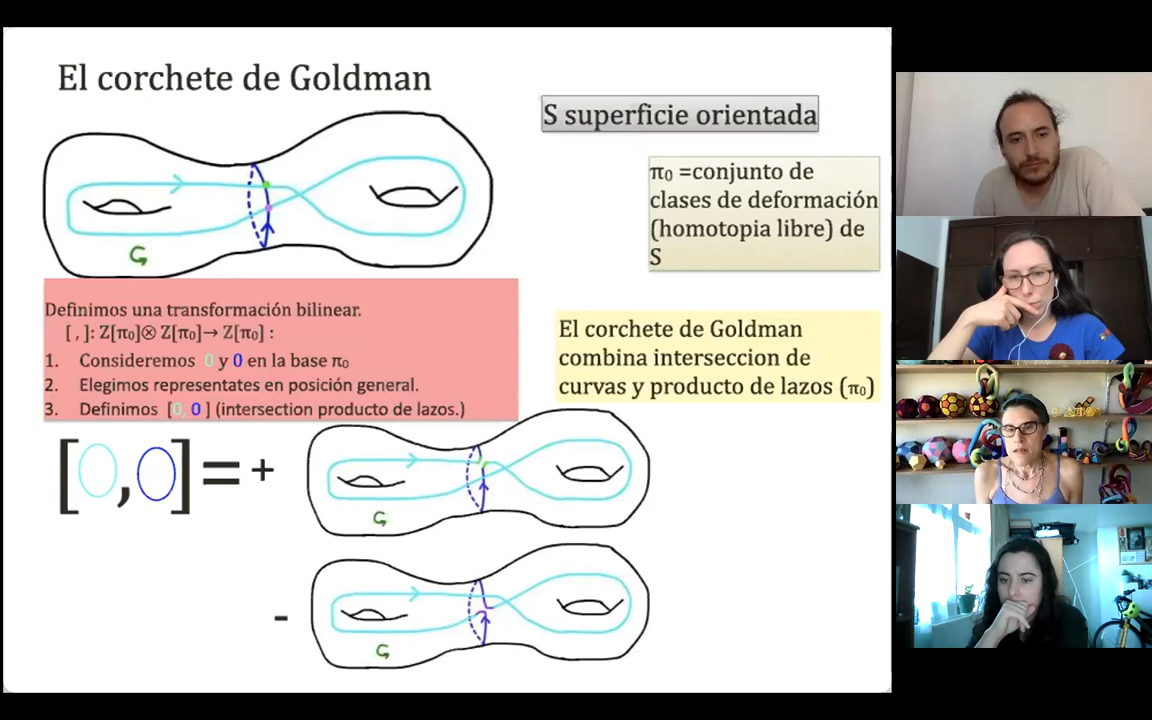 El corchete de Goldman
S superficie orientada
π₀ =conjunto de
clases de deformación
(homotopia libre) de
S
Definimos una transformación bilinear.
[ , ]: Z[π₀]⊗ Z[π₀]→ Z[π₀] :
1. Consideremos 0 y 0 en la base π₀
2. Elegimos representates en posición general.
3. Definimos [0, 0 ] (intersection producto de lazos.)
El corchete de Goldman
combina interseccion de
curvas y producto de lazos (π₀)
[0,0]=+
-